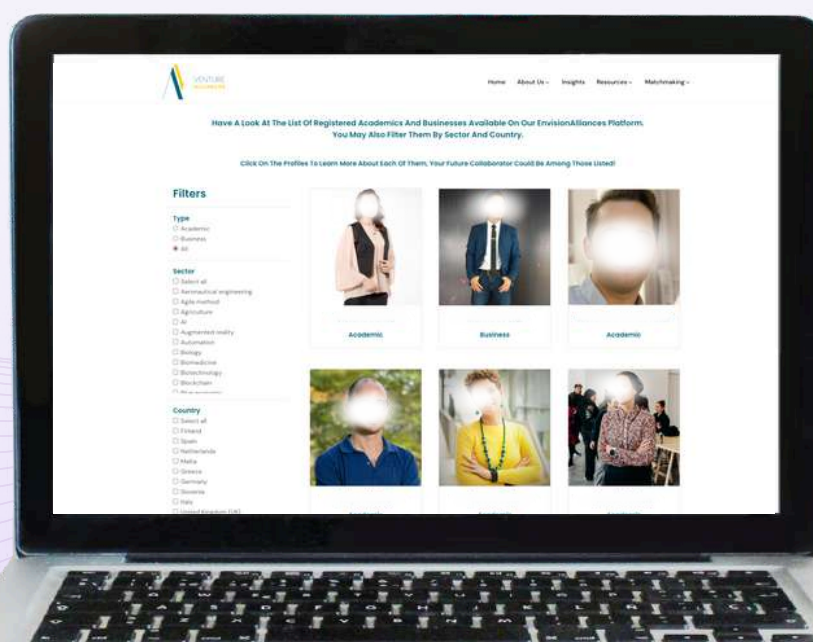 VENTURE
ALLIANCES
Home About Us Insights Resources Matchmaking
Have A Look At The List Of Registered Academics And Businesses Available On Our EnvisionAlliances Platform.
You May Also Filter Them By Sector And Country.
Click On The Profiles To Learn More About Each Of Them, Your Future Collaborator Could Be Among Those Listed!
Filters
Type
Academic
Business
All
Sector
Select all
Aeronautical engineering
Agile method
Agriculture
AI
Augmented reality
Automation
Biology
Biomedicine
Biotechnology
Blockchain
Country
Select all
Finland
Spain
Netherlands
Malta
Greece
Germany
Slovenia
Italy
United Kingdom (UK)
Academic
Business
Academic